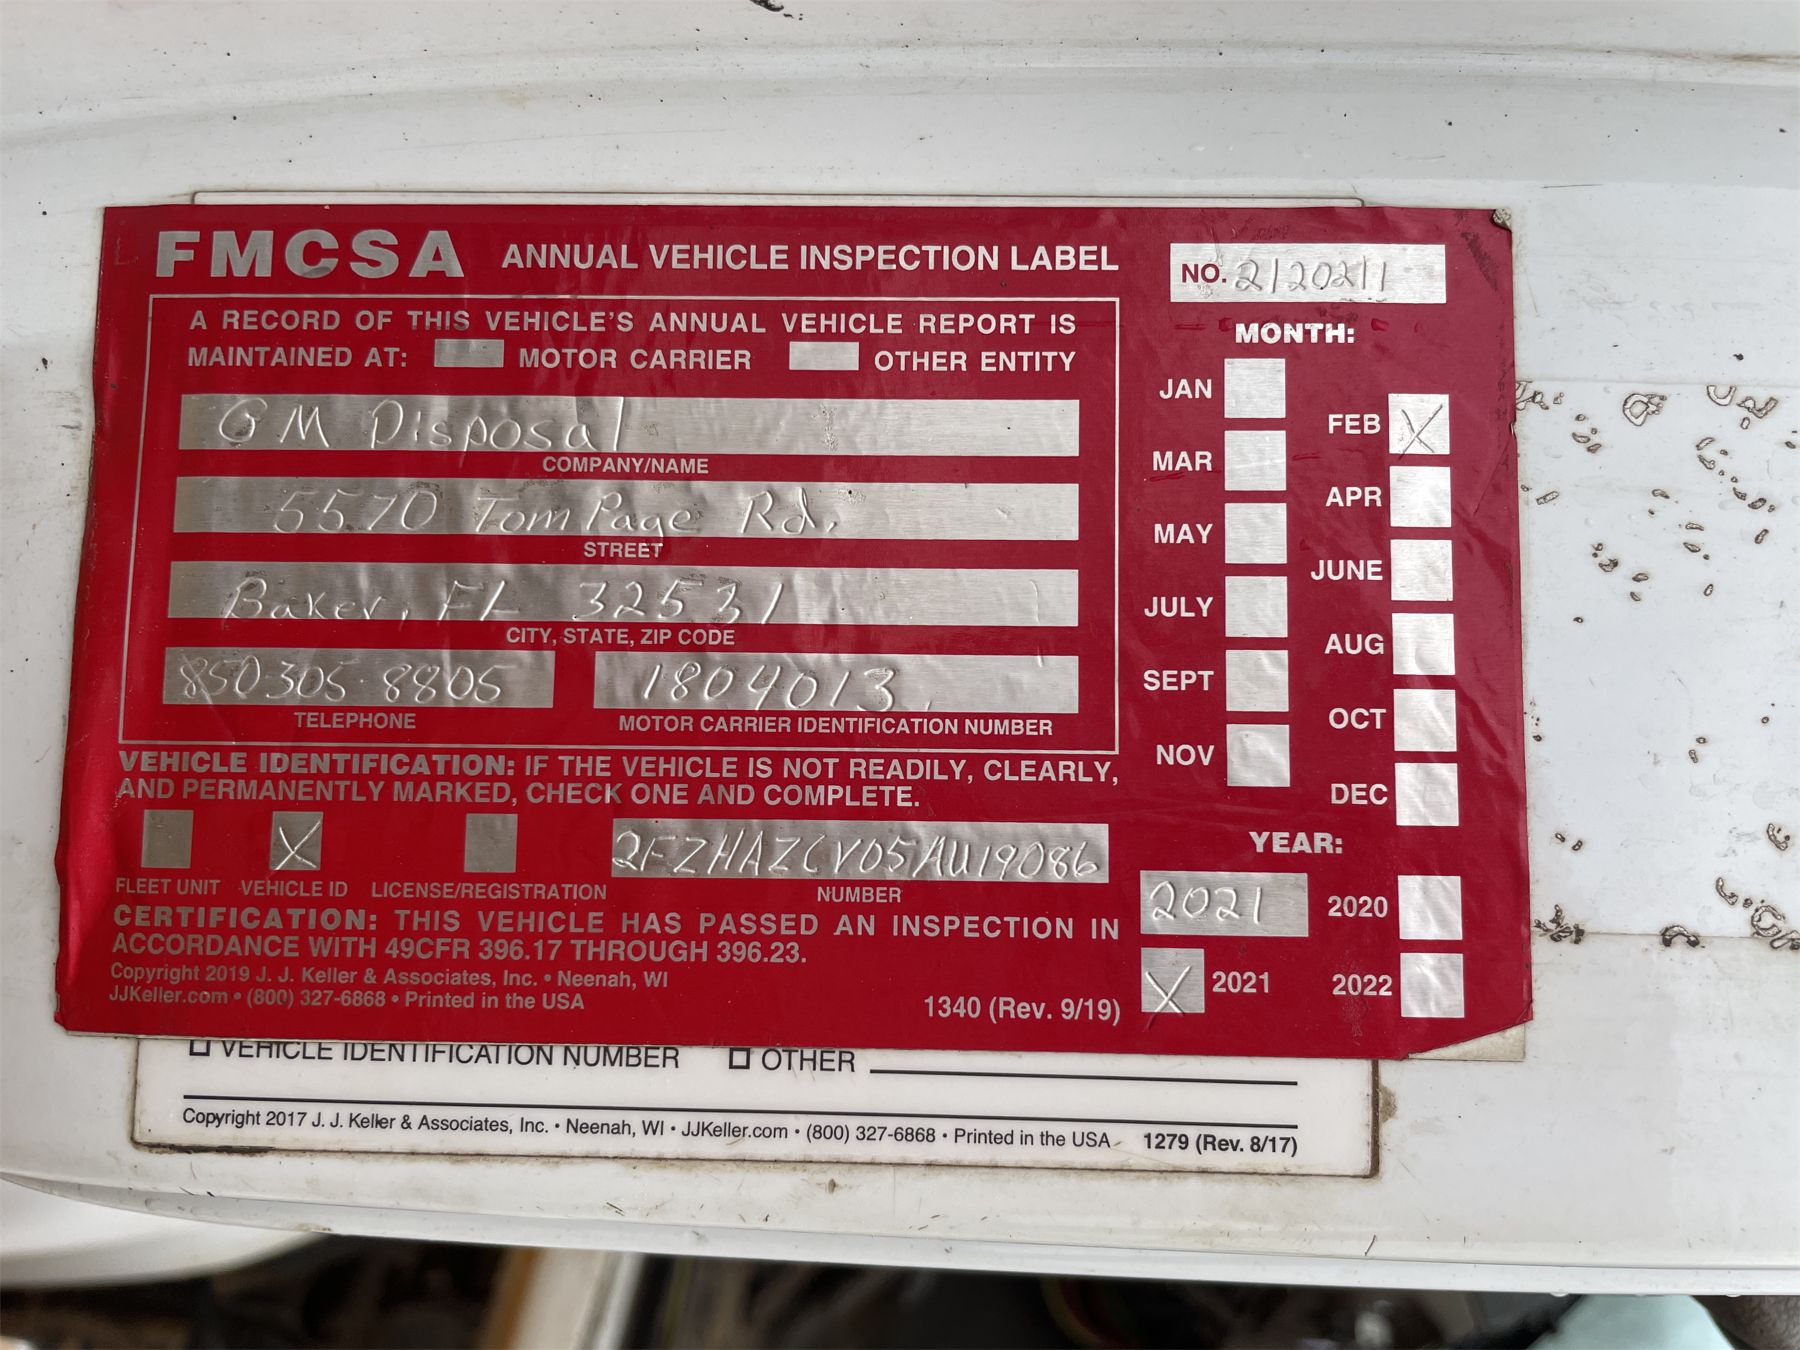 FMCSA ANNUAL VEHICLE INSPECTION LABEL
NO. 2120211
A RECORD OF THIS VEHICLE'S ANNUAL VEHICLE REPORT IS
MAINTAINED AT: MOTOR CARRIER OTHER ENTITY
GM Disposal
COMPANY/NAME
5570 Tom Page Rd.
STREET
Baker, FL 32531
CITY, STATE, ZIP CODE
850-305-8805 1804013
TELEPHONE MOTOR CARRIER IDENTIFICATION NUMBER
VEHICLE IDENTIFICATION: IF THE VEHICLE IS NOT READILY, CLEARLY,
AND PERMANENTLY MARKED, CHECK ONE AND COMPLETE.
X 2FZHAZCV05AU19086
FLEET UNIT VEHICLE ID LICENSE/REGISTRATION NUMBER
CERTIFICATION: THIS VEHICLE HAS PASSED AN INSPECTION IN
ACCORDANCE WITH 49CFR 396.17 THROUGH 396.23.
Copyright 2019 J. J. Keller & Associates, Inc. • Neenah, WI
JJKeller.com • (800) 327-6868 • Printed in the USA
1340 (Rev. 9/19)
MONTH:
JAN
FEB X
MAR
APR
MAY
JUNE
JULY
AUG
SEPT
OCT
NOV
DEC
YEAR:
2021 2020
X 2021 2022
VEHICLE IDENTIFICATION NUMBER OTHER
Copyright 2017 J. J. Keller & Associates, Inc. • Neenah, WI • JJKeller.com • (800) 327-6868 • Printed in the USA 1279 (Rev. 8/17)